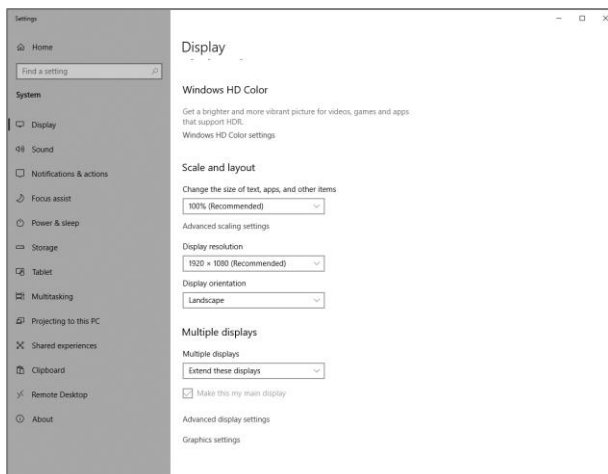 Settings
Home
Find a setting
System
Display
Sound
Notifications & actions
Focus assist
Power & sleep
Storage
Tablet
Multitasking
Projecting to this PC
Shared experiences
Clipboard
Remote Desktop
About
Display
Windows HD Color
Get a brighter and more vibrant picture for videos, games and apps
that support HDR.
Windows HD Color settings
Scale and layout
Change the size of text, apps, and other items
100% (Recommended)
Advanced scaling settings
Display resolution
1920 × 1080 (Recommended)
Display orientation
Landscape
Multiple displays
Multiple displays
Extend these displays
Make this my main display
Advanced display settings
Graphics settings